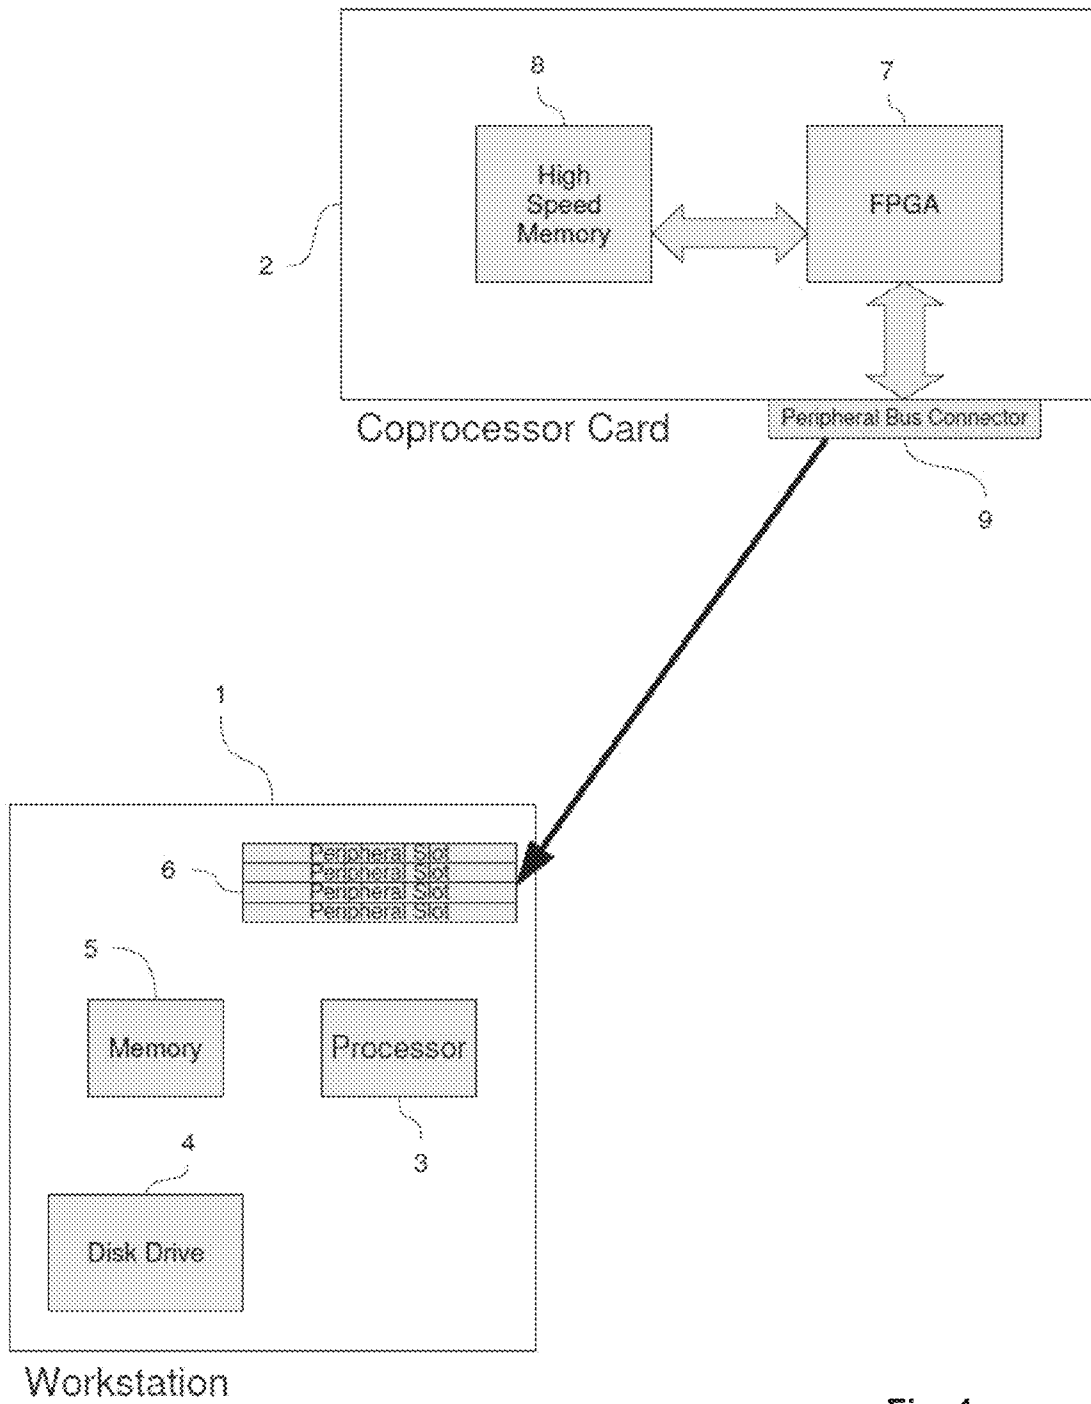 8
7
High
Speed
Memory
FPGA
2
Coprocessor Card
Peripheral Bus Connector
9
1
6
Peripheral Slot
Peripheral Slot
Peripheral Slot
Peripheral Slot
5
Memory
Processor
4
3
Disk Drive
Workstation